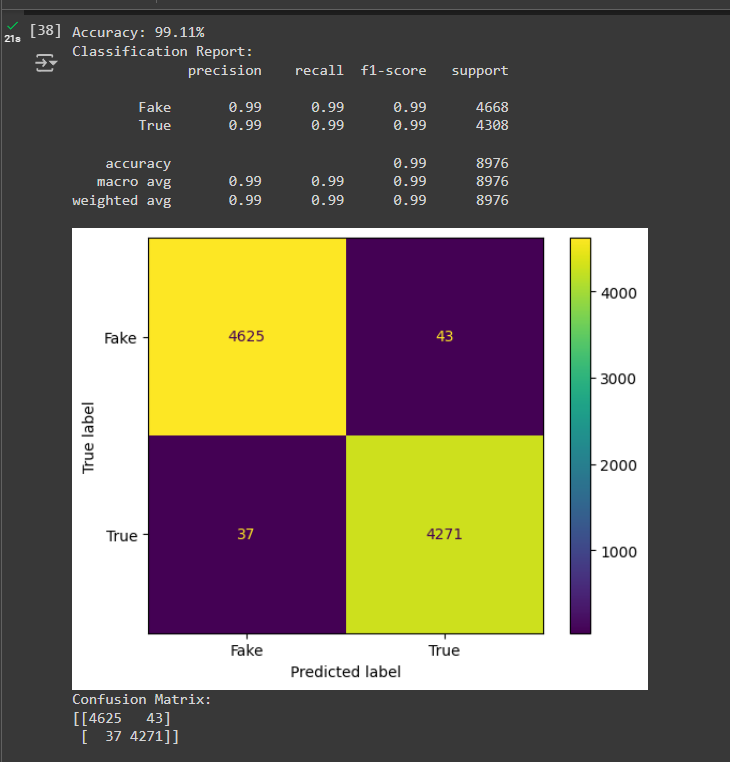 [38] Accuracy: 99.11%
21s
Classification Report:
precision recall f1-score support
Fake 0.99 0.99 0.99 4668
True 0.99 0.99 0.99 4308
accuracy 0.99 8976
macro avg 0.99 0.99 0.99 8976
weighted avg 0.99 0.99 0.99 8976
4000
Fake 4625 43
3000
True label
2000
True 37 4271
1000
Fake True
Predicted label
Confusion Matrix:
[[4625 43]
[ 37 4271]]